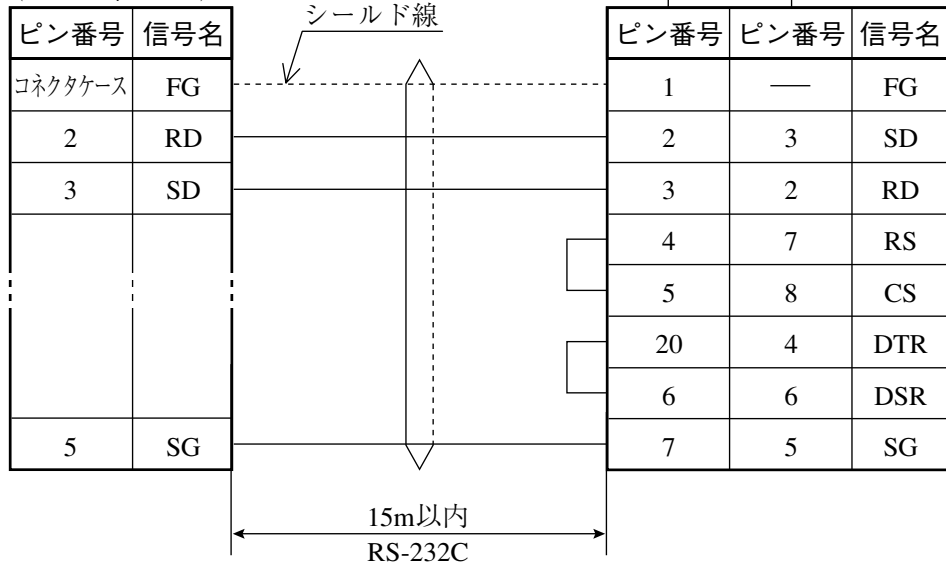 シールド線
ピン番号 信号名
コネクタケース FG
2 RD
3 SD
5 SG
ピン番号 ピン番号 信号名
1 — FG
2 3 SD
3 2 RD
4 7 RS
5 8 CS
20 4 DTR
6 6 DSR
7 5 SG
15m以内
RS-232C